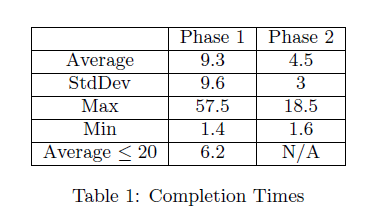 Phase 1 Phase 2
Average 9.3 4.5
StdDev 9.6 3
Max 57.5 18.5
Min 1.4 1.6
Average ≤ 20 6.2 N/A
Table 1: Completion Times